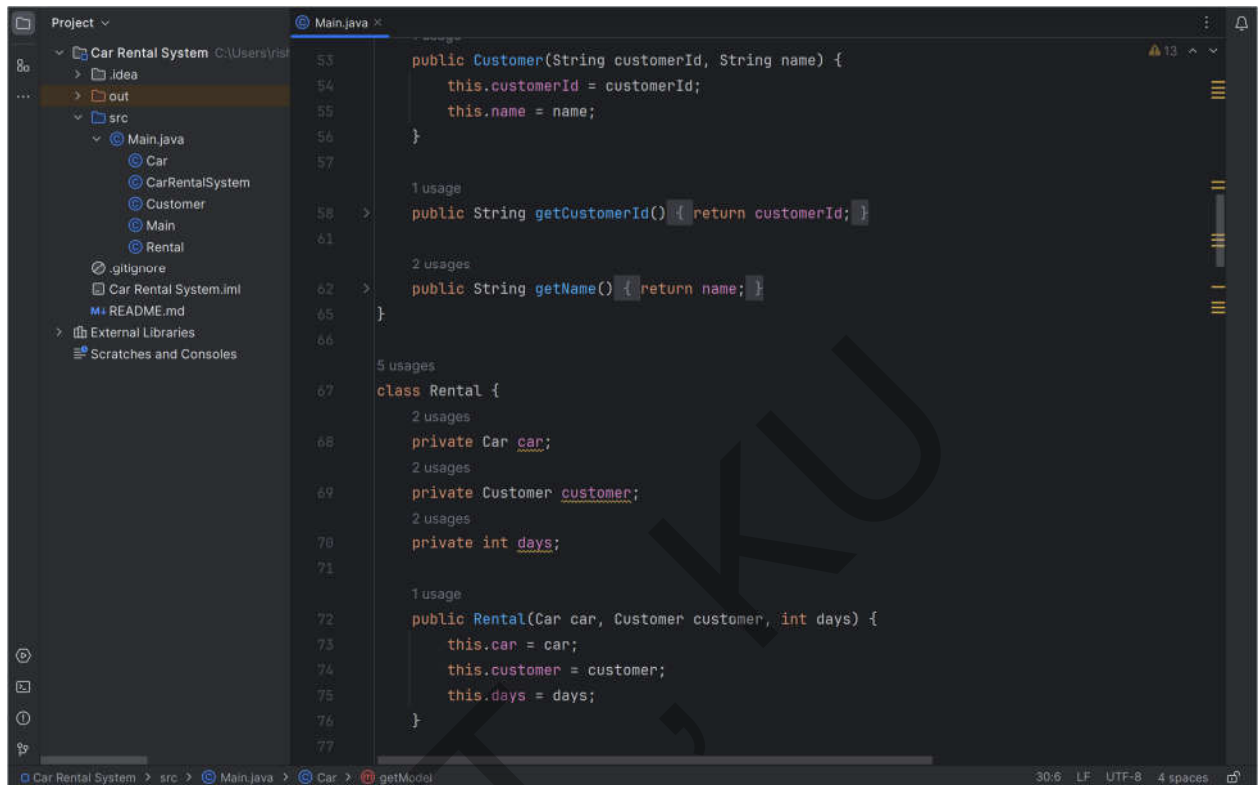 Project
Main.java
Car Rental System C:\Users\rish
.idea
out
src
Main.java
Car
CarRentalSystem
Customer
Main
Rental
.gitignore
Car Rental System.iml
M↓ README.md
External Libraries
Scratches and Consoles
13
53 public Customer(String customerId, String name) {
54 this.customerId = customerId;
55 this.name = name;
56 }
57
1 usage
58 public String getCustomerId() { return customerId; }
61
2 usages
62 public String getName() { return name; }
65 }
66
5 usages
67 class Rental {
2 usages
68 private Car car;
2 usages
69 private Customer customer;
2 usages
70 private int days;
71
1 usage
72 public Rental(Car car, Customer customer, int days) {
73 this.car = car;
74 this.customer = customer;
75 this.days = days;
76 }
77
Car Rental System > src > Main.java > Car > getModel
30:6 LF UTF-8 4 spaces
T, KU